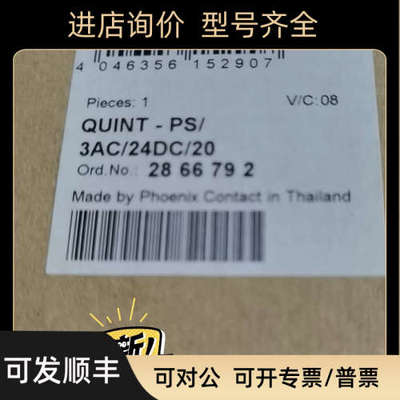 进店询价 型号齐全
4 046356 152907
Pieces: 1 V/C: 08
QUINT - PS/
3AC/24DC/20
Ord.No.: 28 66 79 2
Made by Phoenix Contact in Thailand
新!
可发顺丰
可对公 可开专票/普票